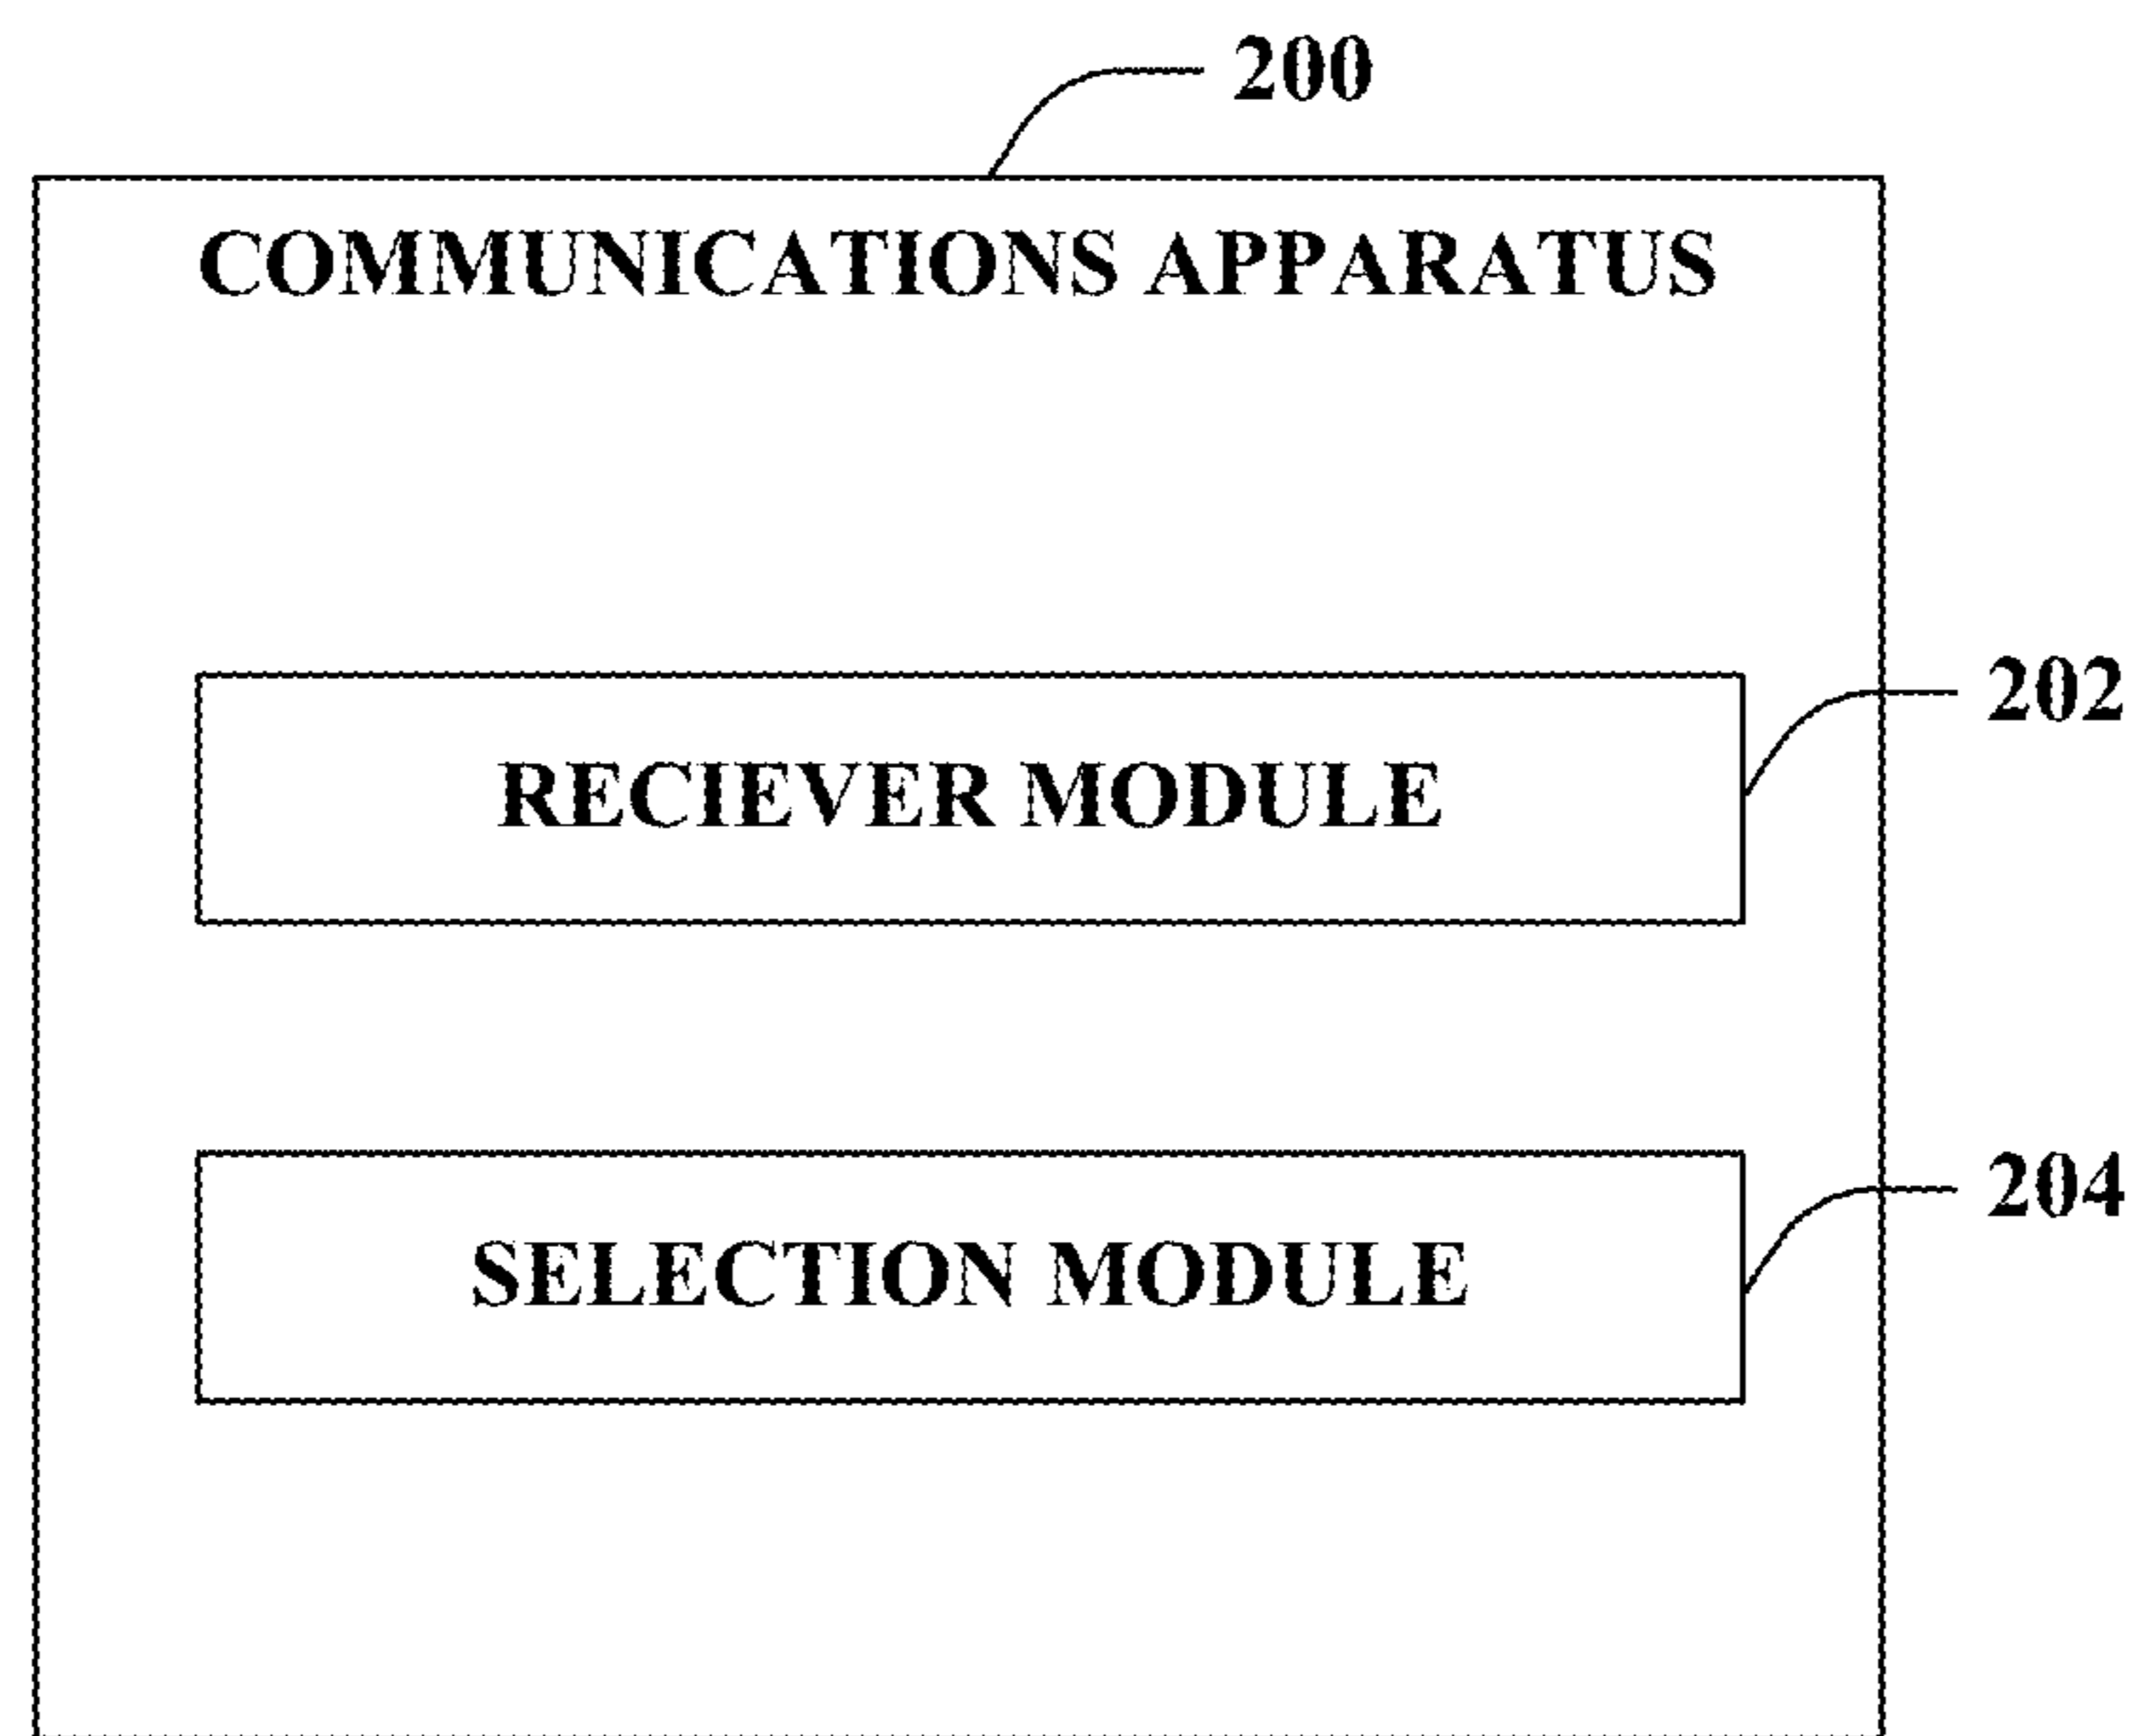 200
COMMUNICATIONS APPARATUS
202
RECIEVER MODULE
204
SELECTION MODULE